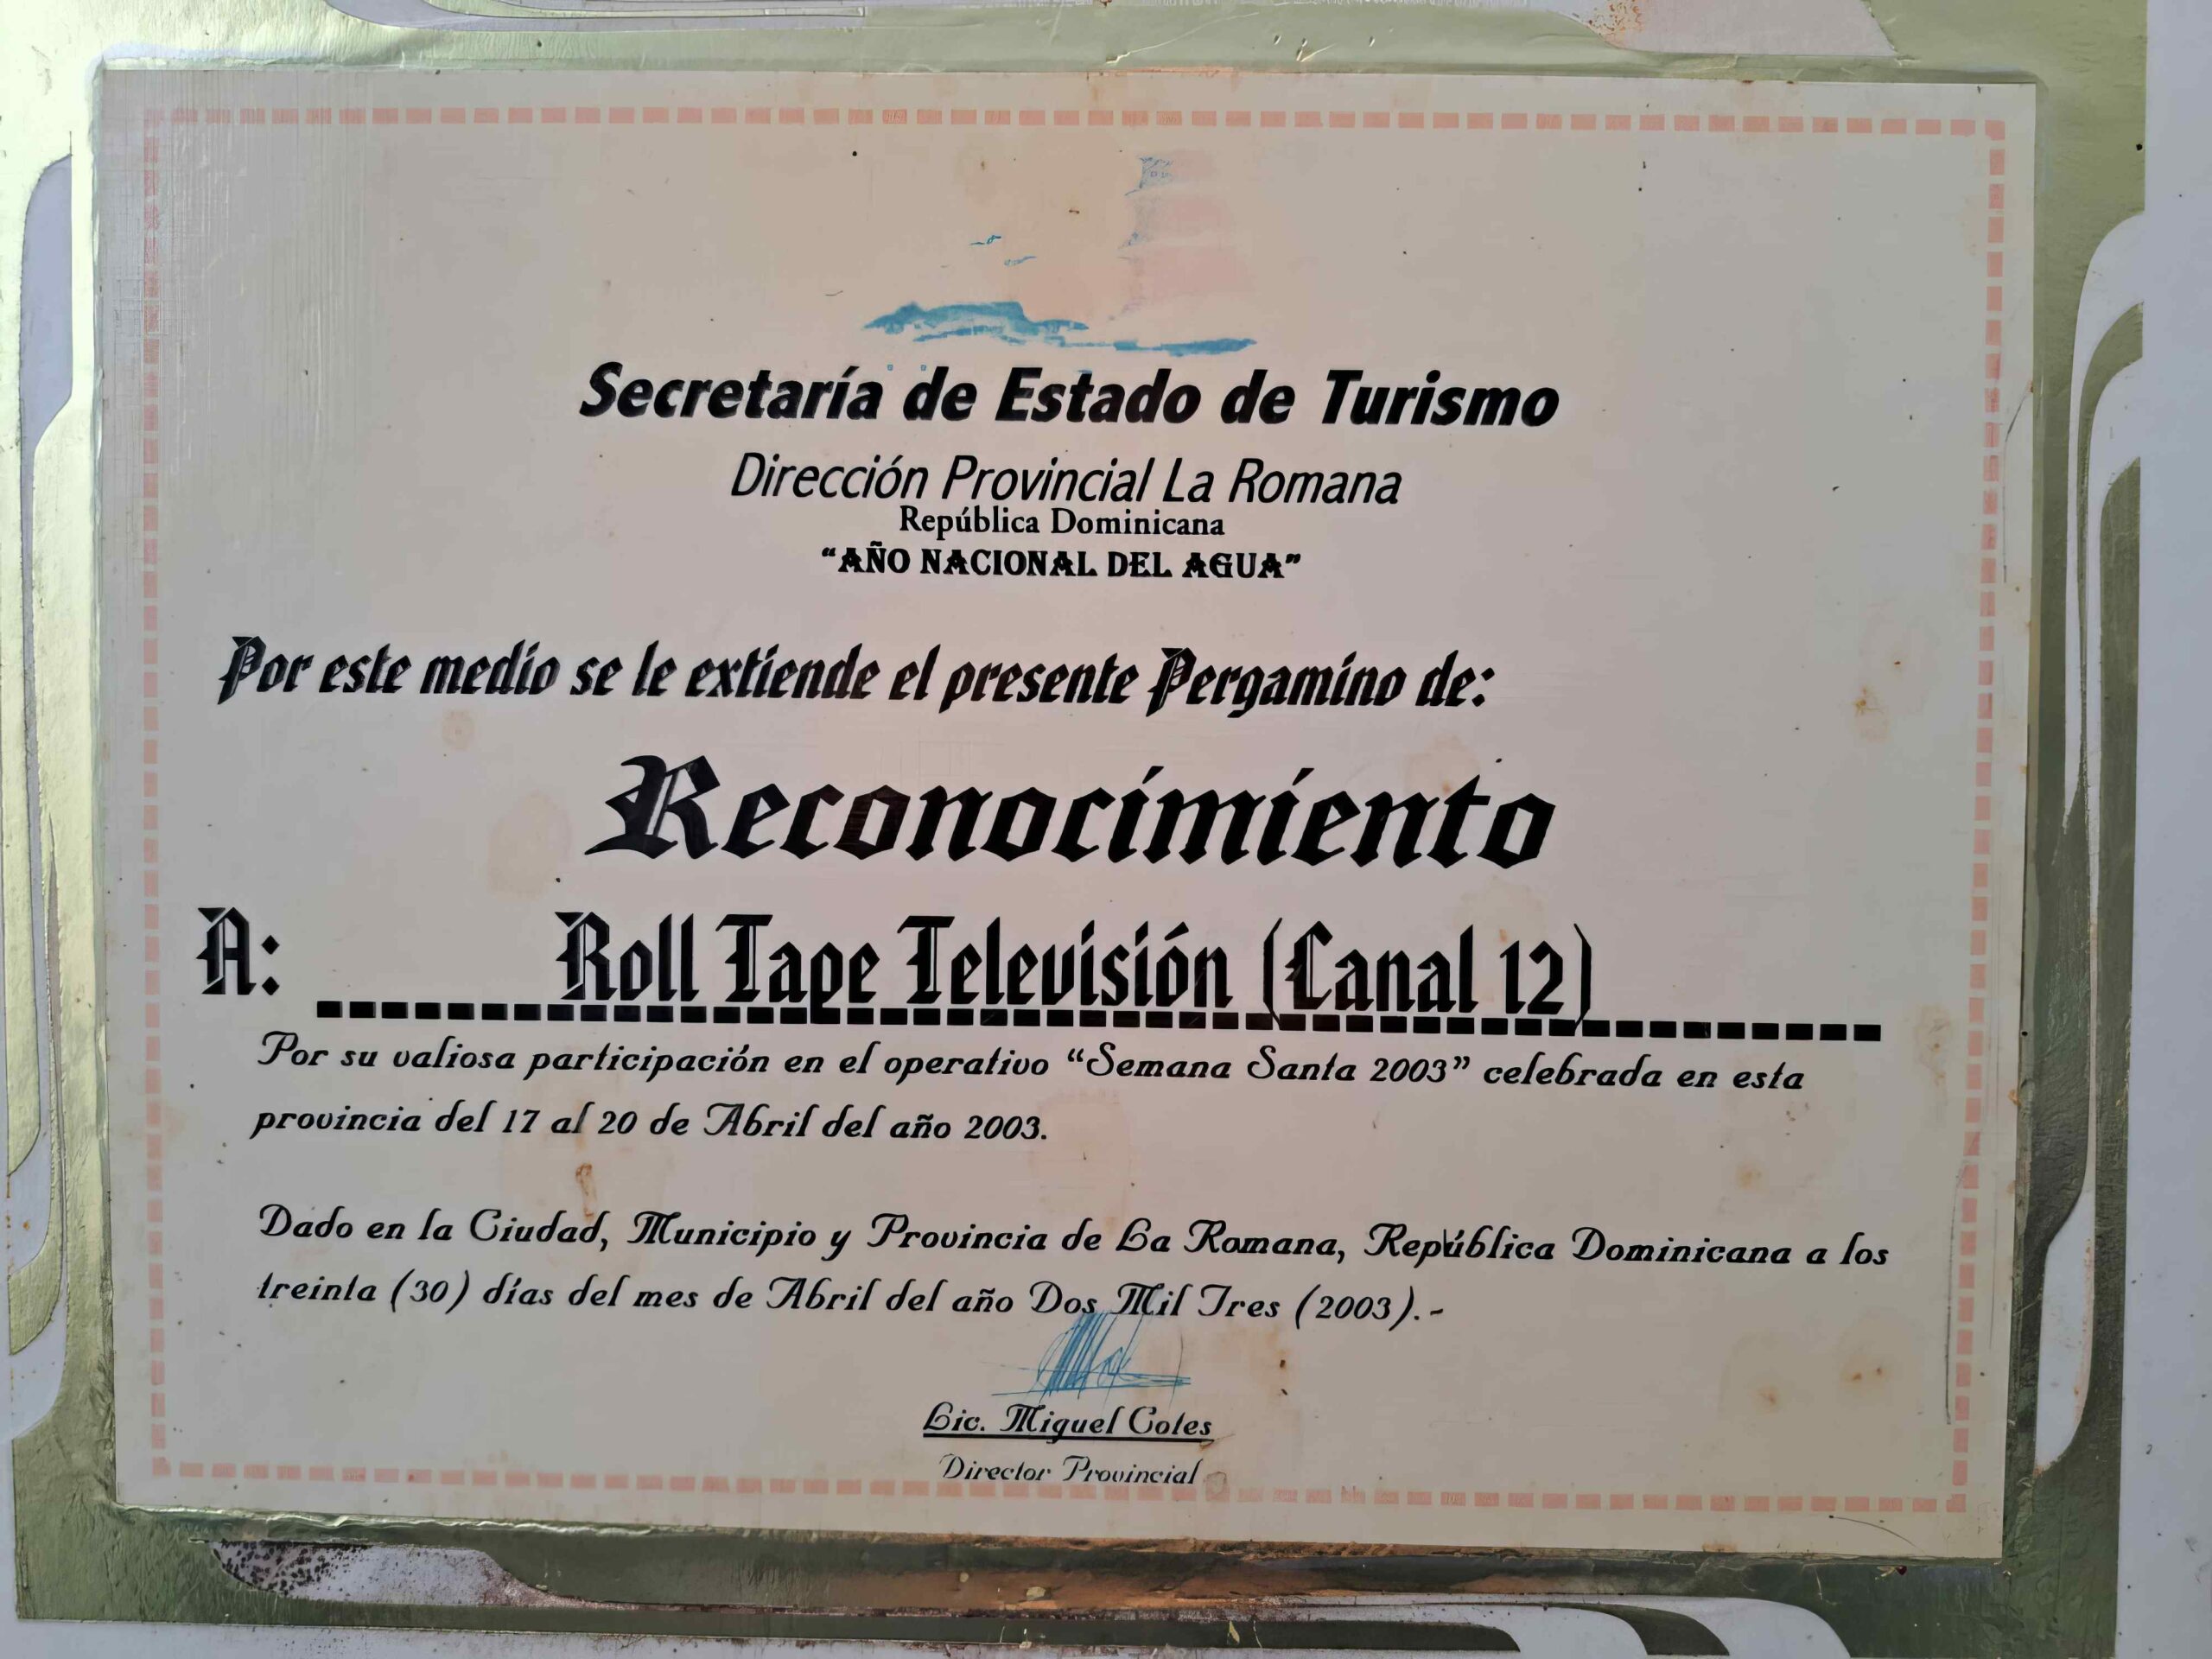 Secretaría de Estado de Turismo
Dirección Provincial La Romana
República Dominicana
“AÑO NACIONAL DEL AGUA”
Por este medio se le extiende el presente Pergamino de:
Reconocimiento
A: Roll Tape Televisión (Canal 12)
Por su valiosa participación en el operativo “Semana Santa 2003” celebrada en esta
provincia del 17 al 20 de Abril del año 2003.
Dado en la Ciudad, Municipio y Provincia de La Romana, República Dominicana a los
treinta (30) días del mes de Abril del año Dos Mil Tres (2003).-
Lic. Miguel Cotes
Director Provincial